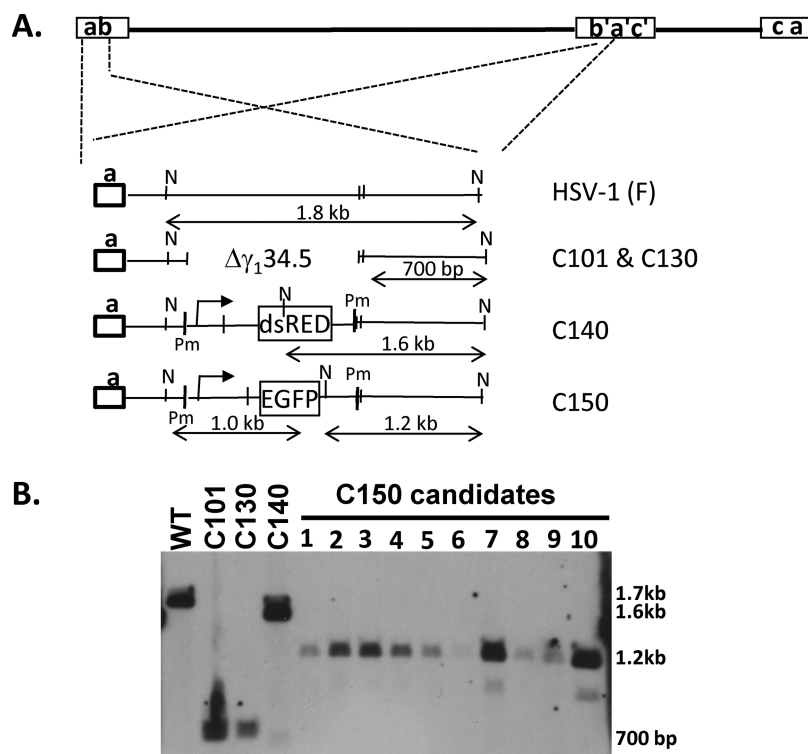 A.
ab
b'a'c'
c a
a
N
N
HSV-1 (F)
1.8 kb
a
N
Δγ₁34.5
N
C101 & C130
700 bp
a
N
N
dsRED
Pm
Pm
N
C140
1.6 kb
a
N
EGFP
N
Pm
Pm
N
C150
1.0 kb
1.2 kb
B.
WT
C101
C130
C140
C150 candidates
1 2 3 4 5 6 7 8 9 10
1.7kb
1.6kb
1.2kb
700 bp